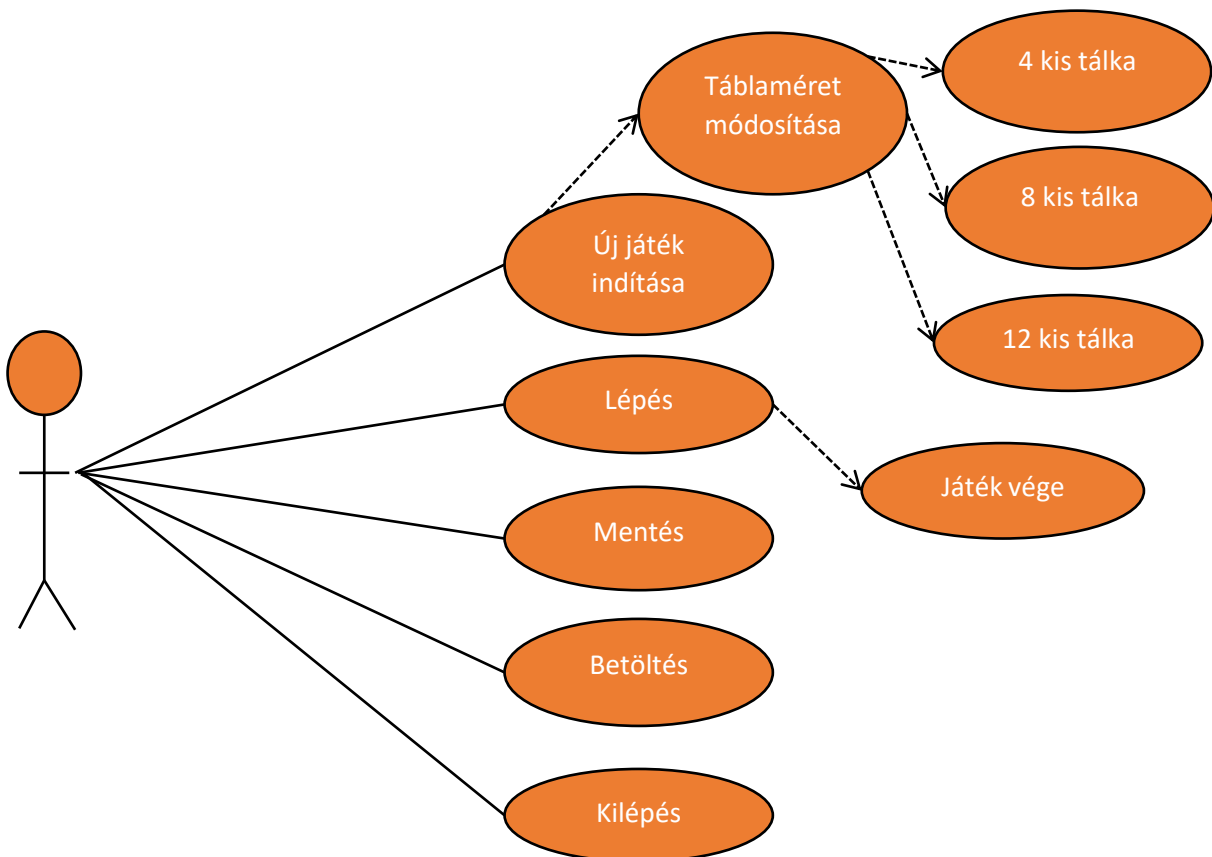 Táblaméret
módosítása
4 kis tálka
8 kis tálka
12 kis tálka
Új játék
indítása
Lépés
Játék vége
Mentés
Betöltés
Kilépés